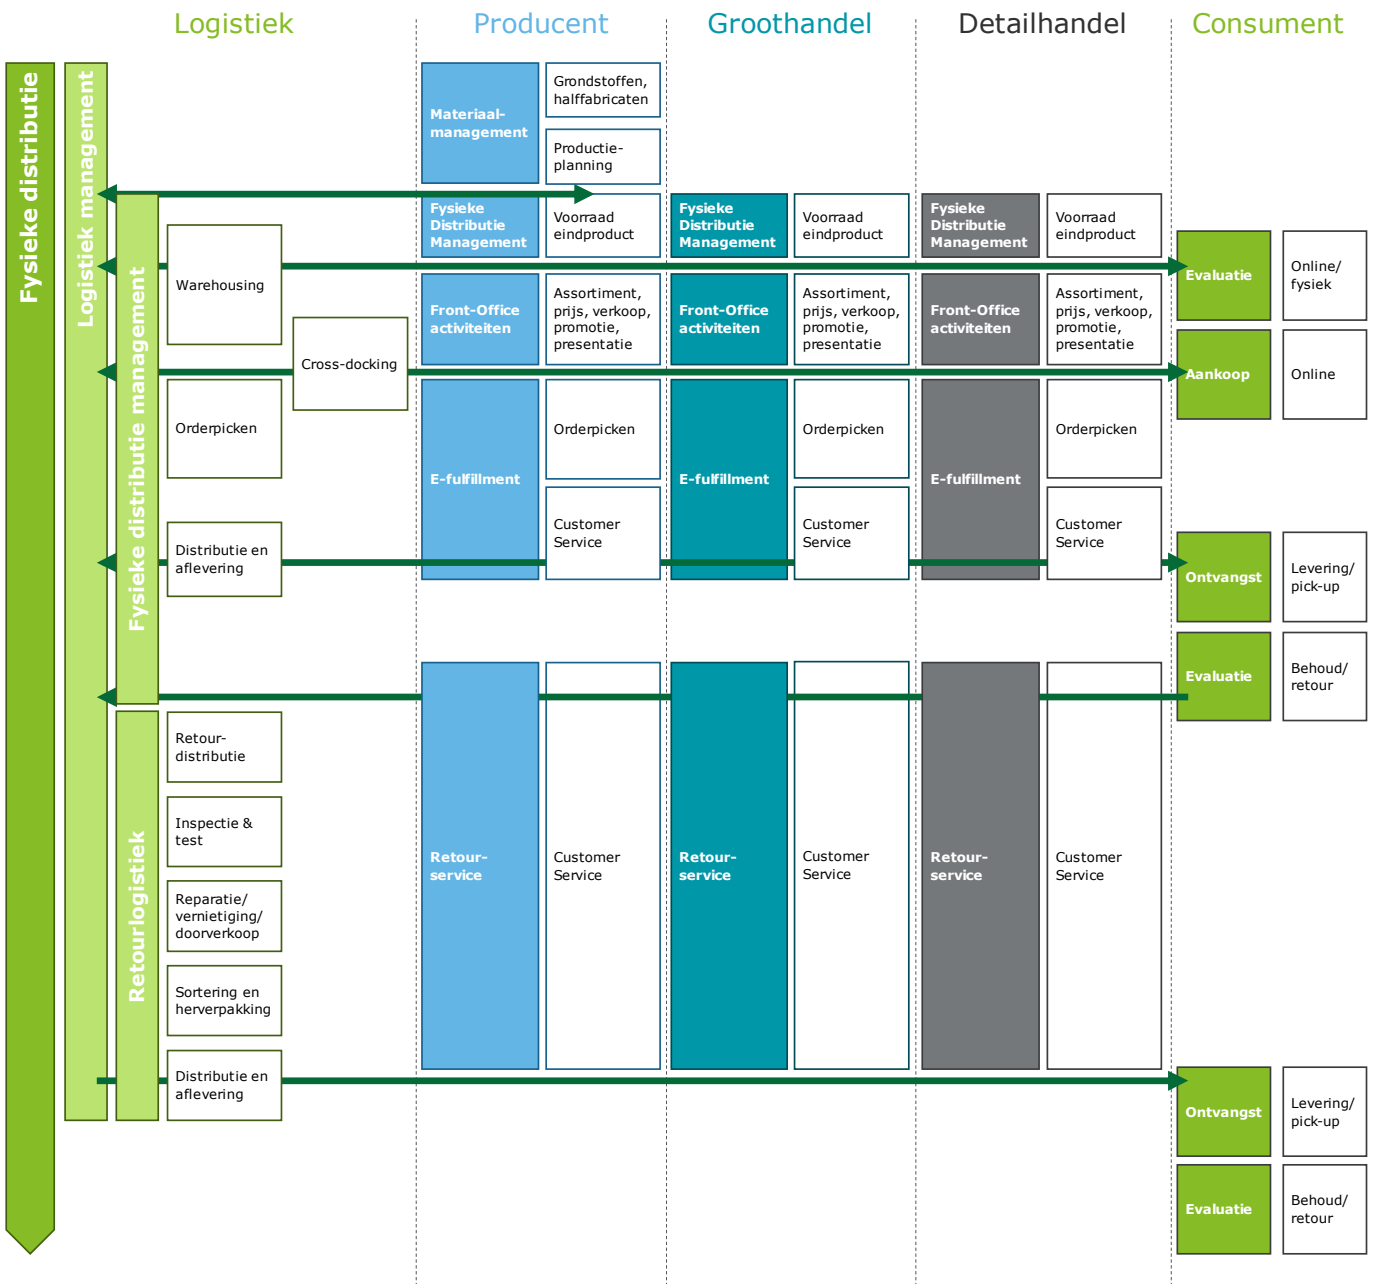 Logistiek
Producent
Groothandel
Detailhandel
Consument
Fysieke distributie
Logistiek management
Fysieke distributie management
Retourlogistiek
Warehousing
Cross-docking
Orderpicken
Distributie en
aflevering
Retour-
distributie
Inspectie &
test
Reparatie/
vernietiging/
doorverkoop
Sortering en
herverpakking
Distributie en
aflevering
Materiaal-
management
Grondstoffen,
halffabricaten
Productie-
planning
Fysieke
Distributie
Management
Voorraad
eindproduct
Front-Office
activiteiten
Assortiment,
prijs, verkoop,
promotie,
presentatie
E-fulfillment
Orderpicken
Customer
Service
Retour-
service
Customer
Service
Fysieke
Distributie
Management
Voorraad
eindproduct
Front-Office
activiteiten
Assortiment,
prijs, verkoop,
promotie,
presentatie
E-fulfillment
Orderpicken
Customer
Service
Retour-
service
Customer
Service
Fysieke
Distributie
Management
Voorraad
eindproduct
Front-Office
activiteiten
Assortiment,
prijs, verkoop,
promotie,
presentatie
E-fulfillment
Orderpicken
Customer
Service
Retour-
service
Customer
Service
Evaluatie
Online/
fysiek
Aankoop
Online
Ontvangst
Levering/
pick-up
Evaluatie
Behoud/
retour
Ontvangst
Levering/
pick-up
Evaluatie
Behoud/
retour